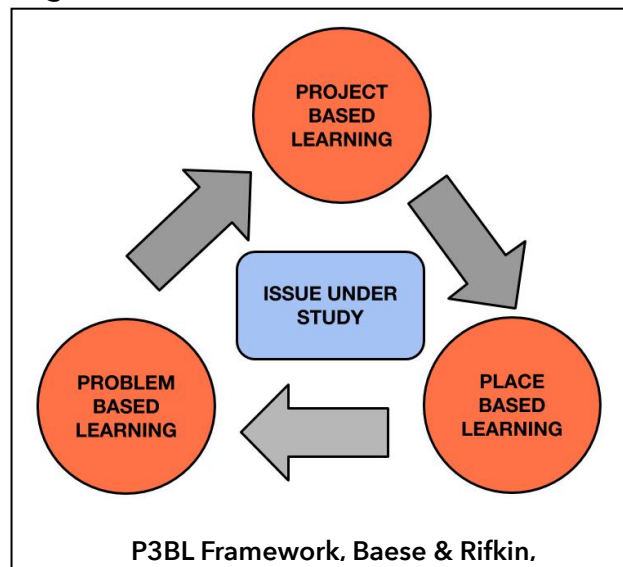 PROJECT
BASED
LEARNING
ISSUE UNDER
STUDY
PROBLEM
BASED
LEARNING
PLACE
BASED
LEARNING
P3BL Framework, Baese & Rifkin,